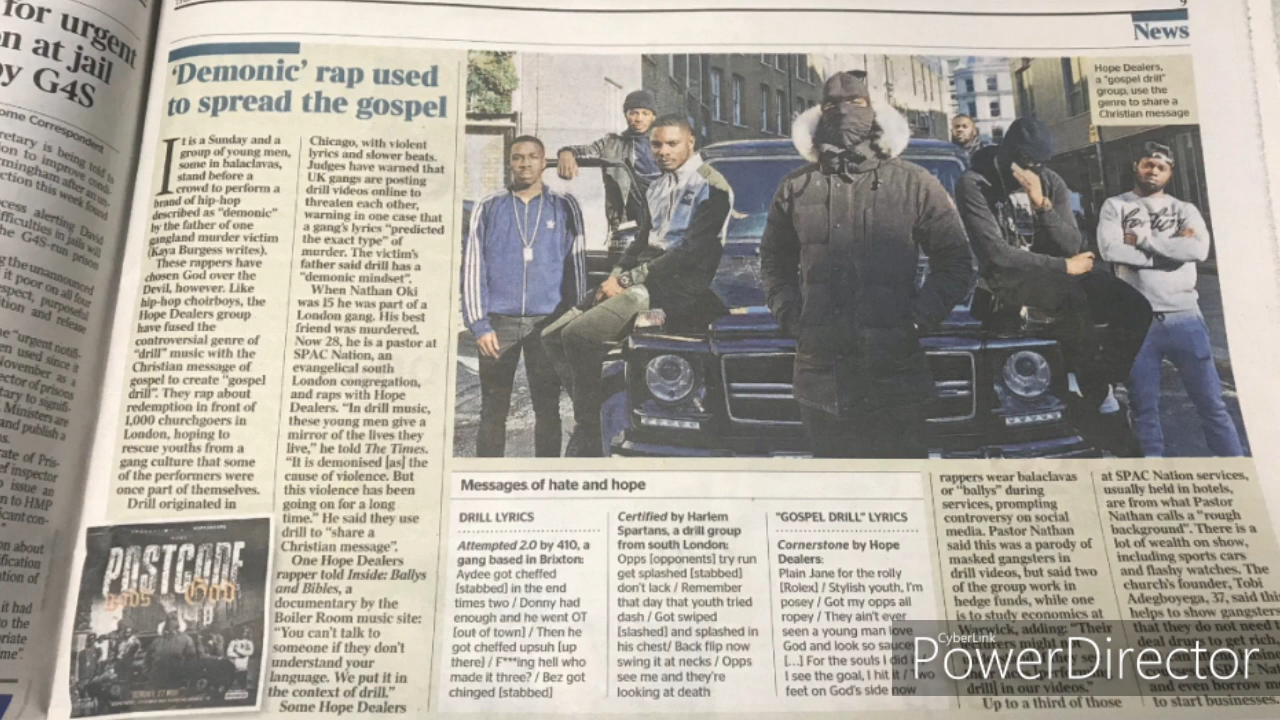 for urgent
n at jail
by G4S
ome Correspondent
9
News
'Demonic' rap used
to spread the gospel
It is a Sunday and a
group of young men,
some in balaclavas,
stand before a
crowd to perform a
brand of hip-hop
described as "demonic"
by the father of one
gangland murder victim
(Kaya Burgess writes).
These rappers have
chosen God over the
Devil, however. Like
hip-hop choirboys, the
Hope Dealers group
have fused the
controversial genre of
"drill" music with the
Christian message of
gospel to create "gospel
drill". They rap about
redemption in front of
1,000 churchgoers in
London, hoping to
rescue youths from a
gang culture that some
of the performers were
once part of themselves.
Drill originated in
Chicago, with violent
lyrics and slower beats.
Judges have warned that
UK gangs are posting
drill videos online to
threaten each other,
warning in one case that
a gang's lyrics "predicted
the exact type" of
murder. The victim's
father said drill has a
"demonic mindset".
When Nathan Oki
was 15 he was part of a
London gang. His best
friend was murdered.
Now 28, he is a pastor at
SPAC Nation, an
evangelical south
London congregation,
and raps with Hope
Dealers. "In drill music,
these young men give a
mirror of the lives they
live," he told The Times.
"It is demonised [as] the
cause of violence. But
this violence has been
going on for a long
time." He said they use
drill to "share a
Christian message".
One Hope Dealers
rapper told Inside: Ballys
and Bibles, a
documentary by the
Boiler Room music site:
"You can't talk to
someone if they don't
understand your
language. We put it in
the context of drill."
Some Hope Dealers
Hope Dealers,
a "gospel drill"
group, use the
genre to share a
Christian message
POSTCODE
gods God
Messages of hate and hope
DRILL LYRICS
Attempted 2.0 by 410, a
gang based in Brixton:
Aydee got cheffed
[stabbed] in the end
times two / Donny had
enough and he went OT
[out of town] / Then he
got cheffed upsuh [up
there] / F***ing hell who
made it three? / Bez got
chinged [stabbed]
Certified by Harlem
Spartans, a drill group
from south London:
Opps [opponents] try run
get splashed [stabbed]
don't lack / Remember
that day that youth tried
dash / Got swiped
[slashed] and splashed in
his chest/ Back flip now
swing it at necks / Opps
see me and they're
looking at death
"GOSPEL DRILL" LYRICS
Cornerstone by Hope
Dealers:
Plain Jane for the rolly
[Rolex] / Stylish youth, I'm
posey / Got my opps all
ropey / They ain't ever
seen a young man love
God and look so saucey
[...] For the souls I did it
I see the goal, I hit it / Two
feet on God's side now
rappers wear balaclavas
or "ballys" during
services, prompting
controversy on social
media. Pastor Nathan
said this was a parody of
masked gangsters in
drill videos, but said two
of the group work in
hedge funds, while one
is to study economics at
Warwick, adding: "Their
drill] in our videos."
Up to a third of those
at SPAC Nation services,
usually held in hotels,
are from what Pastor
Nathan calls a "rough
background". There is a
lot of wealth on show,
including sports cars
and flashy watches. The
church's founder, Tobi
Adegboyega, 37, said this
helps to show gangsters
that they do not need to
deal drugs to get rich,
and even borrow
to start businesses.
CyberLink
PowerDirector